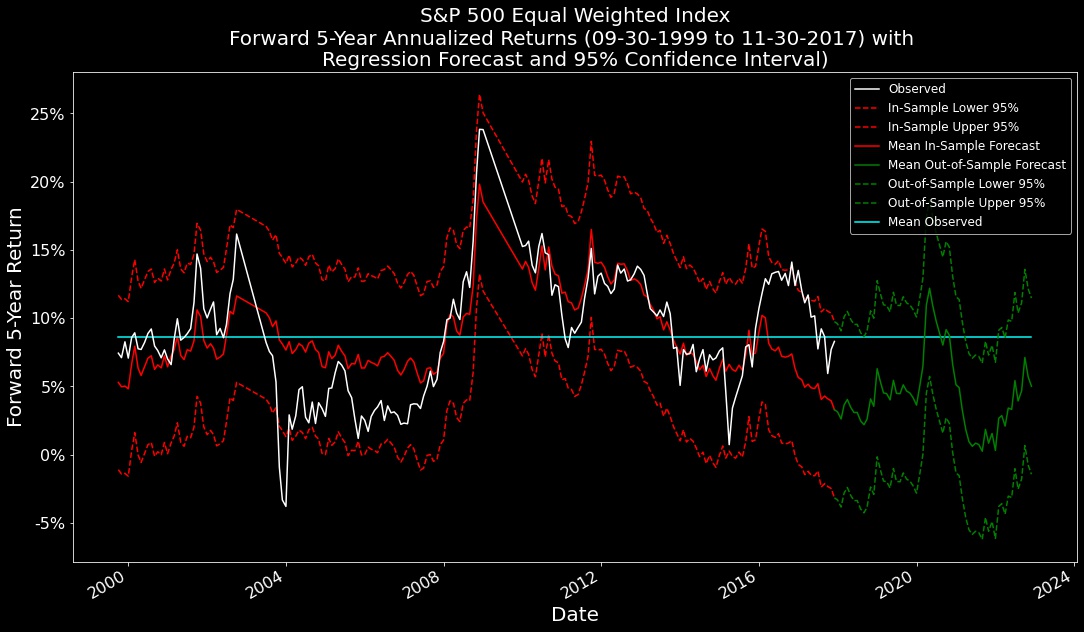 S&P 500 Equal Weighted Index
Forward 5-Year Annualized Returns (09-30-1999 to 11-30-2017) with
Regression Forecast and 95% Confidence Interval)
Observed
In-Sample Lower 95%
In-Sample Upper 95%
Mean In-Sample Forecast
Mean Out-of-Sample Forecast
Out-of-Sample Lower 95%
Out-of-Sample Upper 95%
Mean Observed
Forward 5-Year Return
25%
20%
15%
10%
5%
0%
-5%
2000
2004
2008
2012
2016
2020
2024
Date